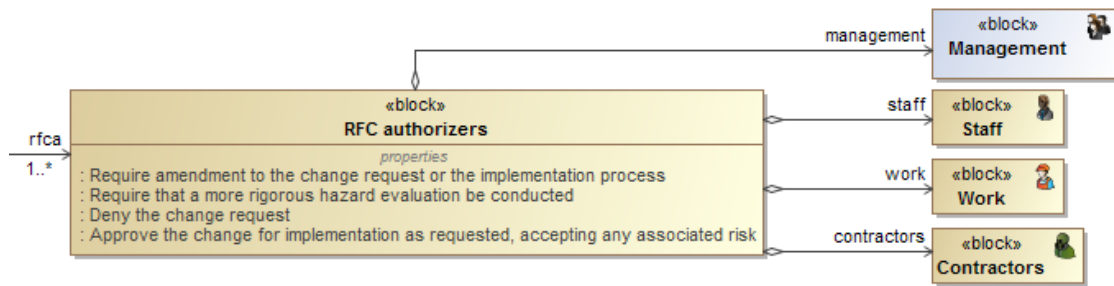 management
«block»
Management
«block»
RFC authorizers
properties
: Require amendment to the change request or the implementation process
: Require that a more rigorous hazard evaluation be conducted
: Deny the change request
: Approve the change for implementation as requested, accepting any associated risk
rfca
1..*
staff
«block»
Staff
work
«block»
Work
contractors
«block»
Contractors